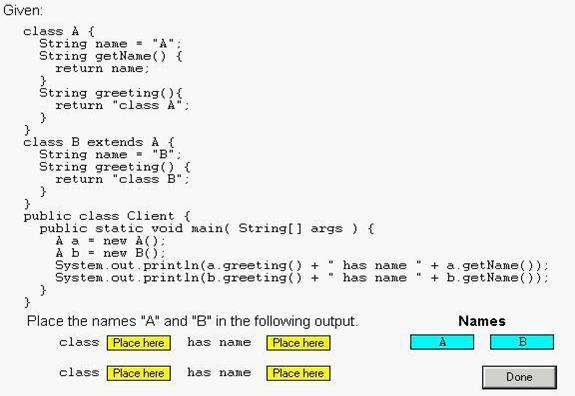 Given:
class A {
String name = "A";
String getName() {
return name;
}
String greeting(){
return "class A";
}
}
class B extends A {
String name = "B";
String greeting() {
return "class B";
}
}
public class Client {
public static void main( String[] args ) {
A a = new A();
A b = new B();
System.out.println(a.greeting() + " has name " + a.getName());
System.out.println(b.greeting() + " has name " + b.getName());
}
}
Place the names "A" and "B" in the following output.
Names
class Place here has name Place here
A B
class Place here has name Place here
Done